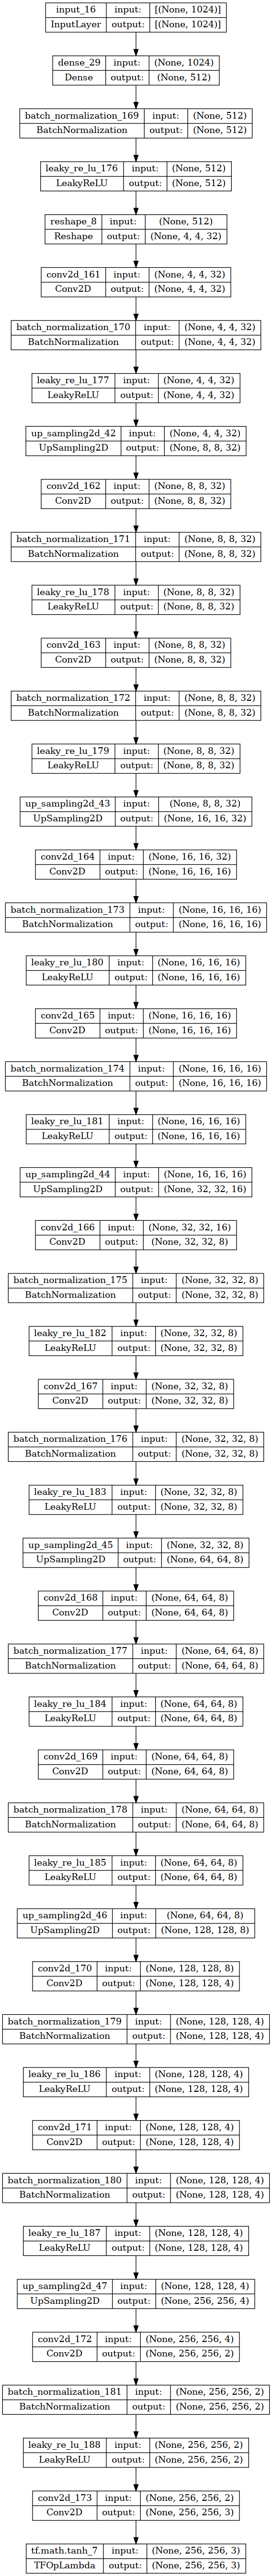 input_16 input: [(None, 1024)]
InputLayer output: [(None, 1024)]
dense_29 input: (None, 1024)
Dense output: (None, 512)
batch_normalization_169 input: (None, 512)
BatchNormalization output: (None, 512)
leaky_re_lu_176 input: (None, 512)
LeakyReLU output: (None, 512)
reshape_8 input: (None, 512)
Reshape output: (None, 4, 4, 32)
conv2d_161 input: (None, 4, 4, 32)
Conv2D output: (None, 4, 4, 32)
batch_normalization_170 input: (None, 4, 4, 32)
BatchNormalization output: (None, 4, 4, 32)
leaky_re_lu_177 input: (None, 4, 4, 32)
LeakyReLU output: (None, 4, 4, 32)
up_sampling2d_42 input: (None, 4, 4, 32)
UpSampling2D output: (None, 8, 8, 32)
conv2d_162 input: (None, 8, 8, 32)
Conv2D output: (None, 8, 8, 32)
batch_normalization_171 input: (None, 8, 8, 32)
BatchNormalization output: (None, 8, 8, 32)
leaky_re_lu_178 input: (None, 8, 8, 32)
LeakyReLU output: (None, 8, 8, 32)
conv2d_163 input: (None, 8, 8, 32)
Conv2D output: (None, 8, 8, 32)
batch_normalization_172 input: (None, 8, 8, 32)
BatchNormalization output: (None, 8, 8, 32)
leaky_re_lu_179 input: (None, 8, 8, 32)
LeakyReLU output: (None, 8, 8, 32)
up_sampling2d_43 input: (None, 8, 8, 32)
UpSampling2D output: (None, 16, 16, 32)
conv2d_164 input: (None, 16, 16, 32)
Conv2D output: (None, 16, 16, 16)
batch_normalization_173 input: (None, 16, 16, 16)
BatchNormalization output: (None, 16, 16, 16)
leaky_re_lu_180 input: (None, 16, 16, 16)
LeakyReLU output: (None, 16, 16, 16)
conv2d_165 input: (None, 16, 16, 16)
Conv2D output: (None, 16, 16, 16)
batch_normalization_174 input: (None, 16, 16, 16)
BatchNormalization output: (None, 16, 16, 16)
leaky_re_lu_181 input: (None, 16, 16, 16)
LeakyReLU output: (None, 16, 16, 16)
up_sampling2d_44 input: (None, 16, 16, 16)
UpSampling2D output: (None, 32, 32, 16)
conv2d_166 input: (None, 32, 32, 16)
Conv2D output: (None, 32, 32, 8)
batch_normalization_175 input: (None, 32, 32, 8)
BatchNormalization output: (None, 32, 32, 8)
leaky_re_lu_182 input: (None, 32, 32, 8)
LeakyReLU output: (None, 32, 32, 8)
conv2d_167 input: (None, 32, 32, 8)
Conv2D output: (None, 32, 32, 8)
batch_normalization_176 input: (None, 32, 32, 8)
BatchNormalization output: (None, 32, 32, 8)
leaky_re_lu_183 input: (None, 32, 32, 8)
LeakyReLU output: (None, 32, 32, 8)
up_sampling2d_45 input: (None, 32, 32, 8)
UpSampling2D output: (None, 64, 64, 8)
conv2d_168 input: (None, 64, 64, 8)
Conv2D output: (None, 64, 64, 8)
batch_normalization_177 input: (None, 64, 64, 8)
BatchNormalization output: (None, 64, 64, 8)
leaky_re_lu_184 input: (None, 64, 64, 8)
LeakyReLU output: (None, 64, 64, 8)
conv2d_169 input: (None, 64, 64, 8)
Conv2D output: (None, 64, 64, 8)
batch_normalization_178 input: (None, 64, 64, 8)
BatchNormalization output: (None, 64, 64, 8)
leaky_re_lu_185 input: (None, 64, 64, 8)
LeakyReLU output: (None, 64, 64, 8)
up_sampling2d_46 input: (None, 64, 64, 8)
UpSampling2D output: (None, 128, 128, 8)
conv2d_170 input: (None, 128, 128, 8)
Conv2D output: (None, 128, 128, 4)
batch_normalization_179 input: (None, 128, 128, 4)
BatchNormalization output: (None, 128, 128, 4)
leaky_re_lu_186 input: (None, 128, 128, 4)
LeakyReLU output: (None, 128, 128, 4)
conv2d_171 input: (None, 128, 128, 4)
Conv2D output: (None, 128, 128, 4)
batch_normalization_180 input: (None, 128, 128, 4)
BatchNormalization output: (None, 128, 128, 4)
leaky_re_lu_187 input: (None, 128, 128, 4)
LeakyReLU output: (None, 128, 128, 4)
up_sampling2d_47 input: (None, 128, 128, 4)
UpSampling2D output: (None, 256, 256, 4)
conv2d_172 input: (None, 256, 256, 4)
Conv2D output: (None, 256, 256, 2)
batch_normalization_181 input: (None, 256, 256, 2)
BatchNormalization output: (None, 256, 256, 2)
leaky_re_lu_188 input: (None, 256, 256, 2)
LeakyReLU output: (None, 256, 256, 2)
conv2d_173 input: (None, 256, 256, 2)
Conv2D output: (None, 256, 256, 3)
tf.math.tanh_7 input: (None, 256, 256, 3)
TFOpLambda output: (None, 256, 256, 3)